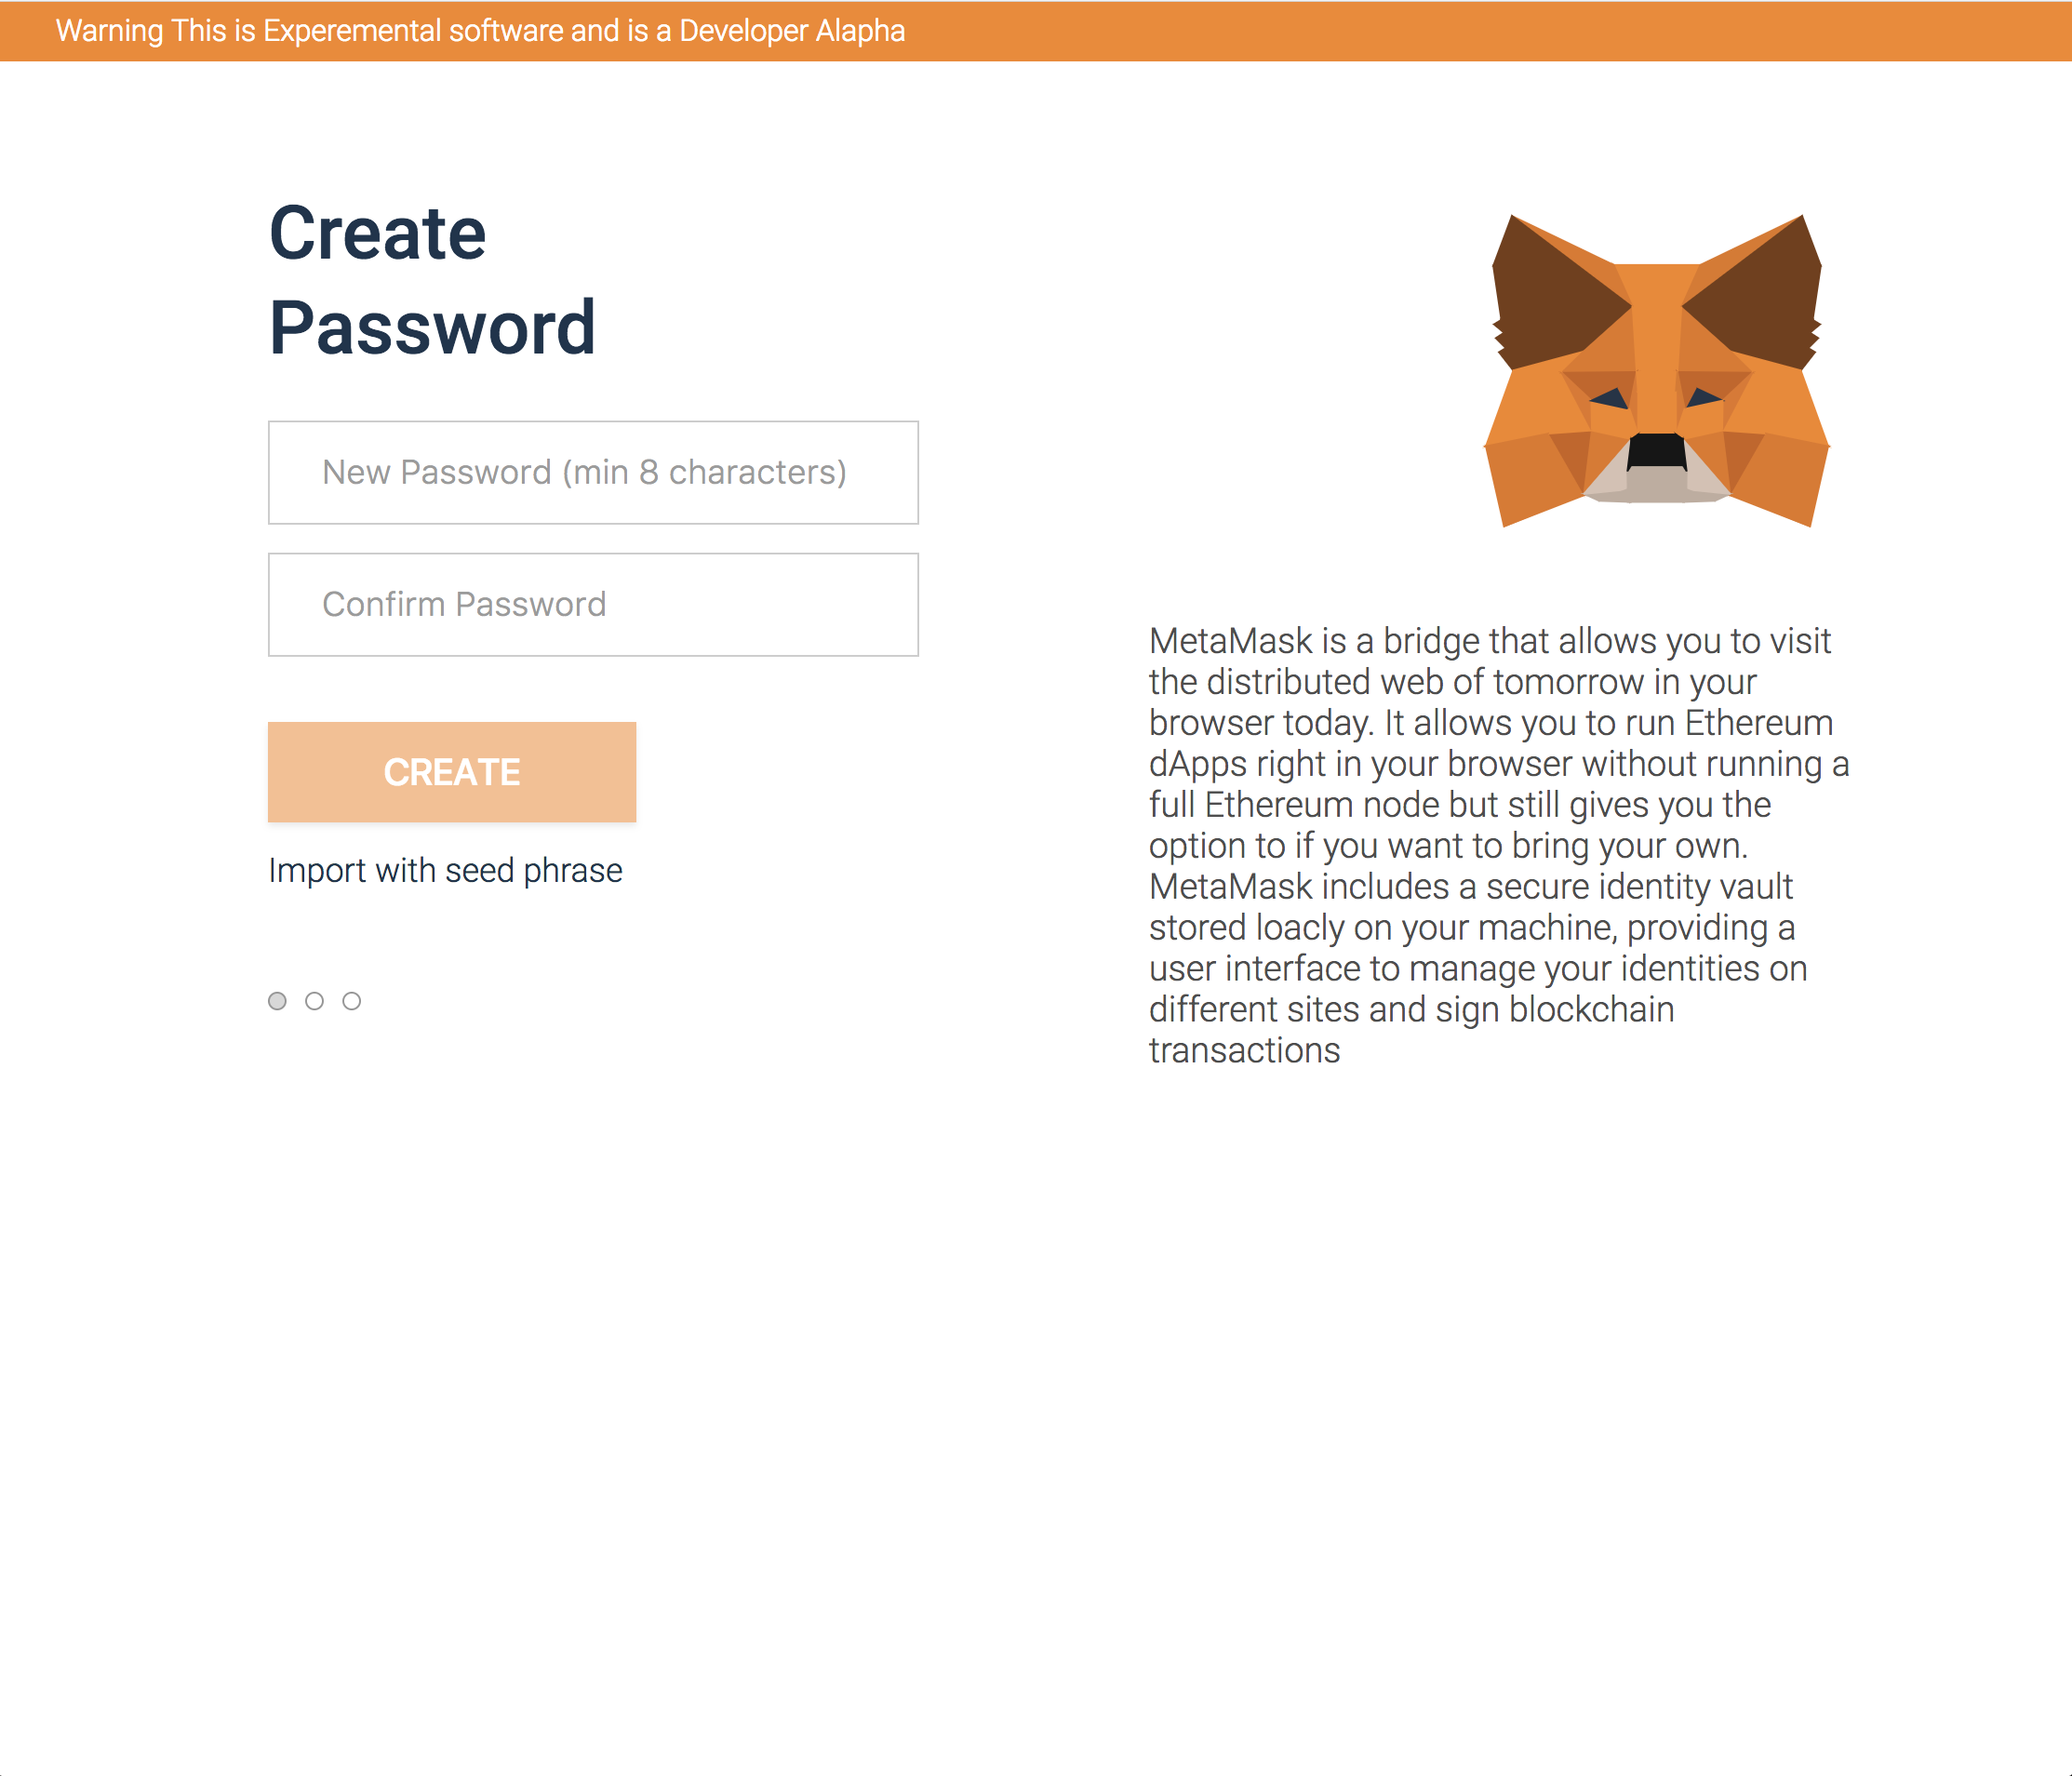 Warning This is Experemental software and is a Developer Alapha
Create
Password
New Password (min 8 characters)
Confirm Password
CREATE
Import with seed phrase
MetaMask is a bridge that allows you to visit
the distributed web of tomorrow in your
browser today. It allows you to run Ethereum
dApps right in your browser without running a
full Ethereum node but still gives you the
option to if you want to bring your own.
MetaMask includes a secure identity vault
stored loacly on your machine, providing a
user interface to manage your identities on
different sites and sign blockchain
transactions